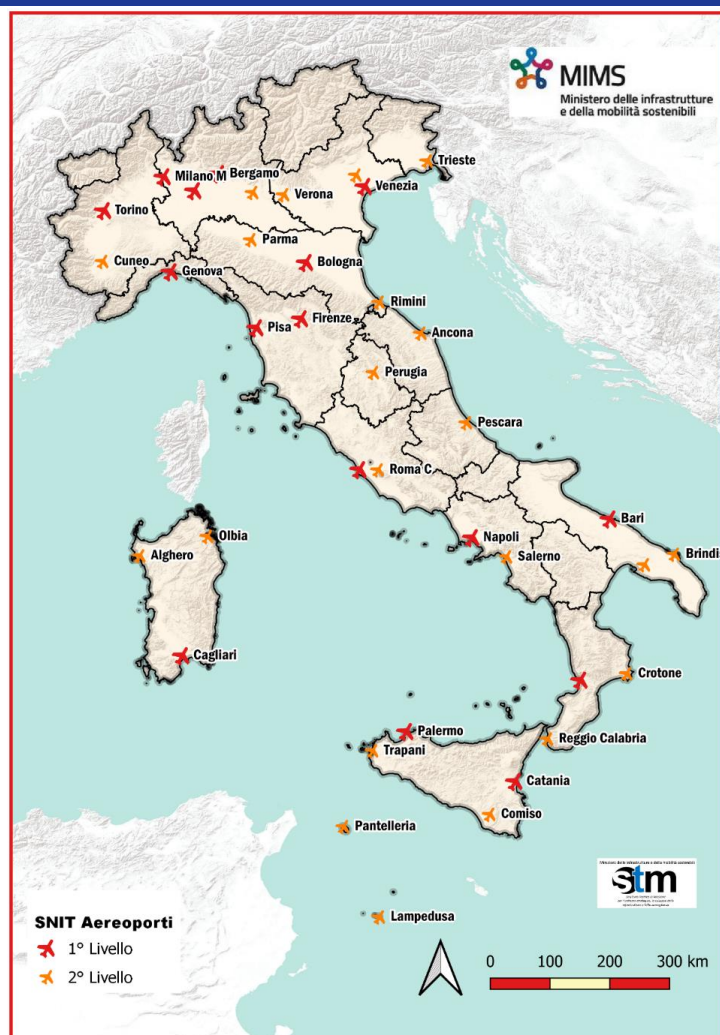 MIMS
Ministero delle infrastrutture
e della mobilità sostenibili
Trieste
Milano M
Bergamo
Venezia
Verona
Torino
Parma
Cuneo
Genova
Bologna
Rimini
Pisa
Firenze
Ancona
Perugia
Pescara
Roma C
Bari
Olbia
Napoli
Alghero
Salerno
Brindis
Cagliari
Crotone
Palermo
Reggio Calabria
Trapani
Catania
Comiso
Pantelleria
Lampedusa
stm
SNIT Aereoporti
1° Livello
2° Livello
0 100 200 300 km